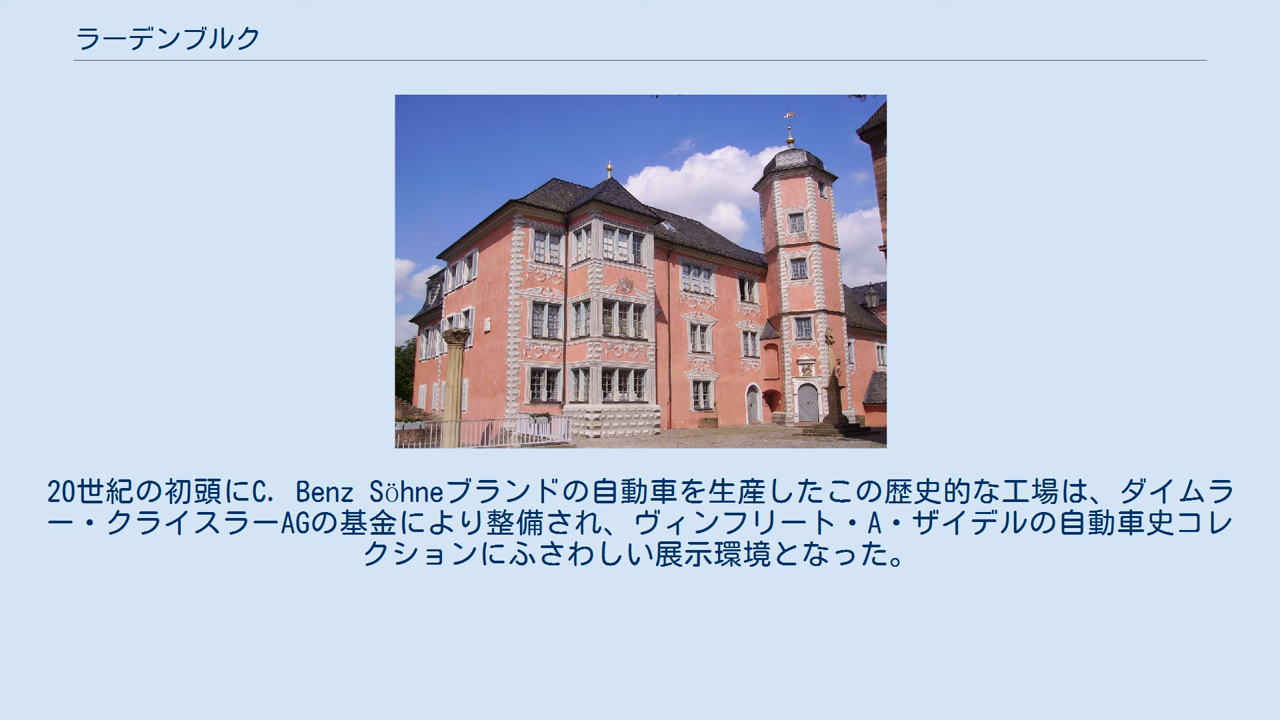 ラーデンブルク
20世紀の初頭にC. Benz Söhneブランドの自動車を生産したこの歴史的な工場は、ダイムラ
ー・クライスラーAGの基金により整備され、ヴィンフリート・A・ザイデルの自動車史コレ
クションにふさわしい展示環境となった。